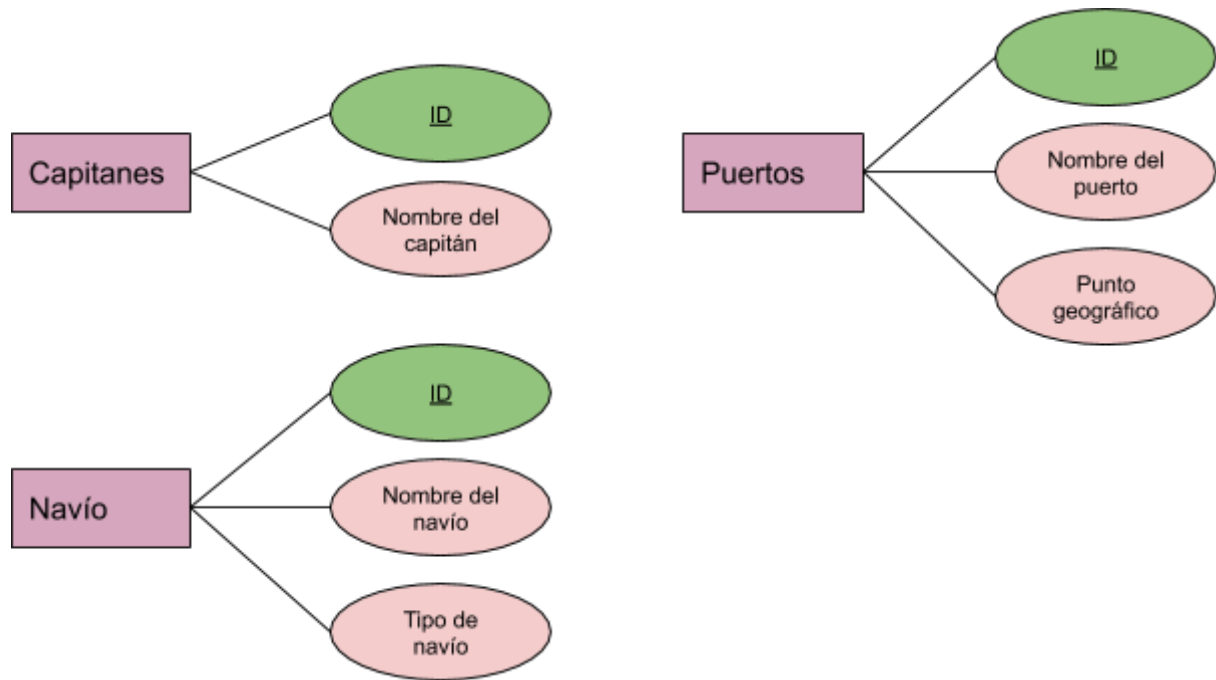 Capitanes
ID
Nombre del
capitán
Puertos
ID
Nombre del
puerto
Punto
geográfico
Navío
ID
Nombre del
navío
Tipo de
navío